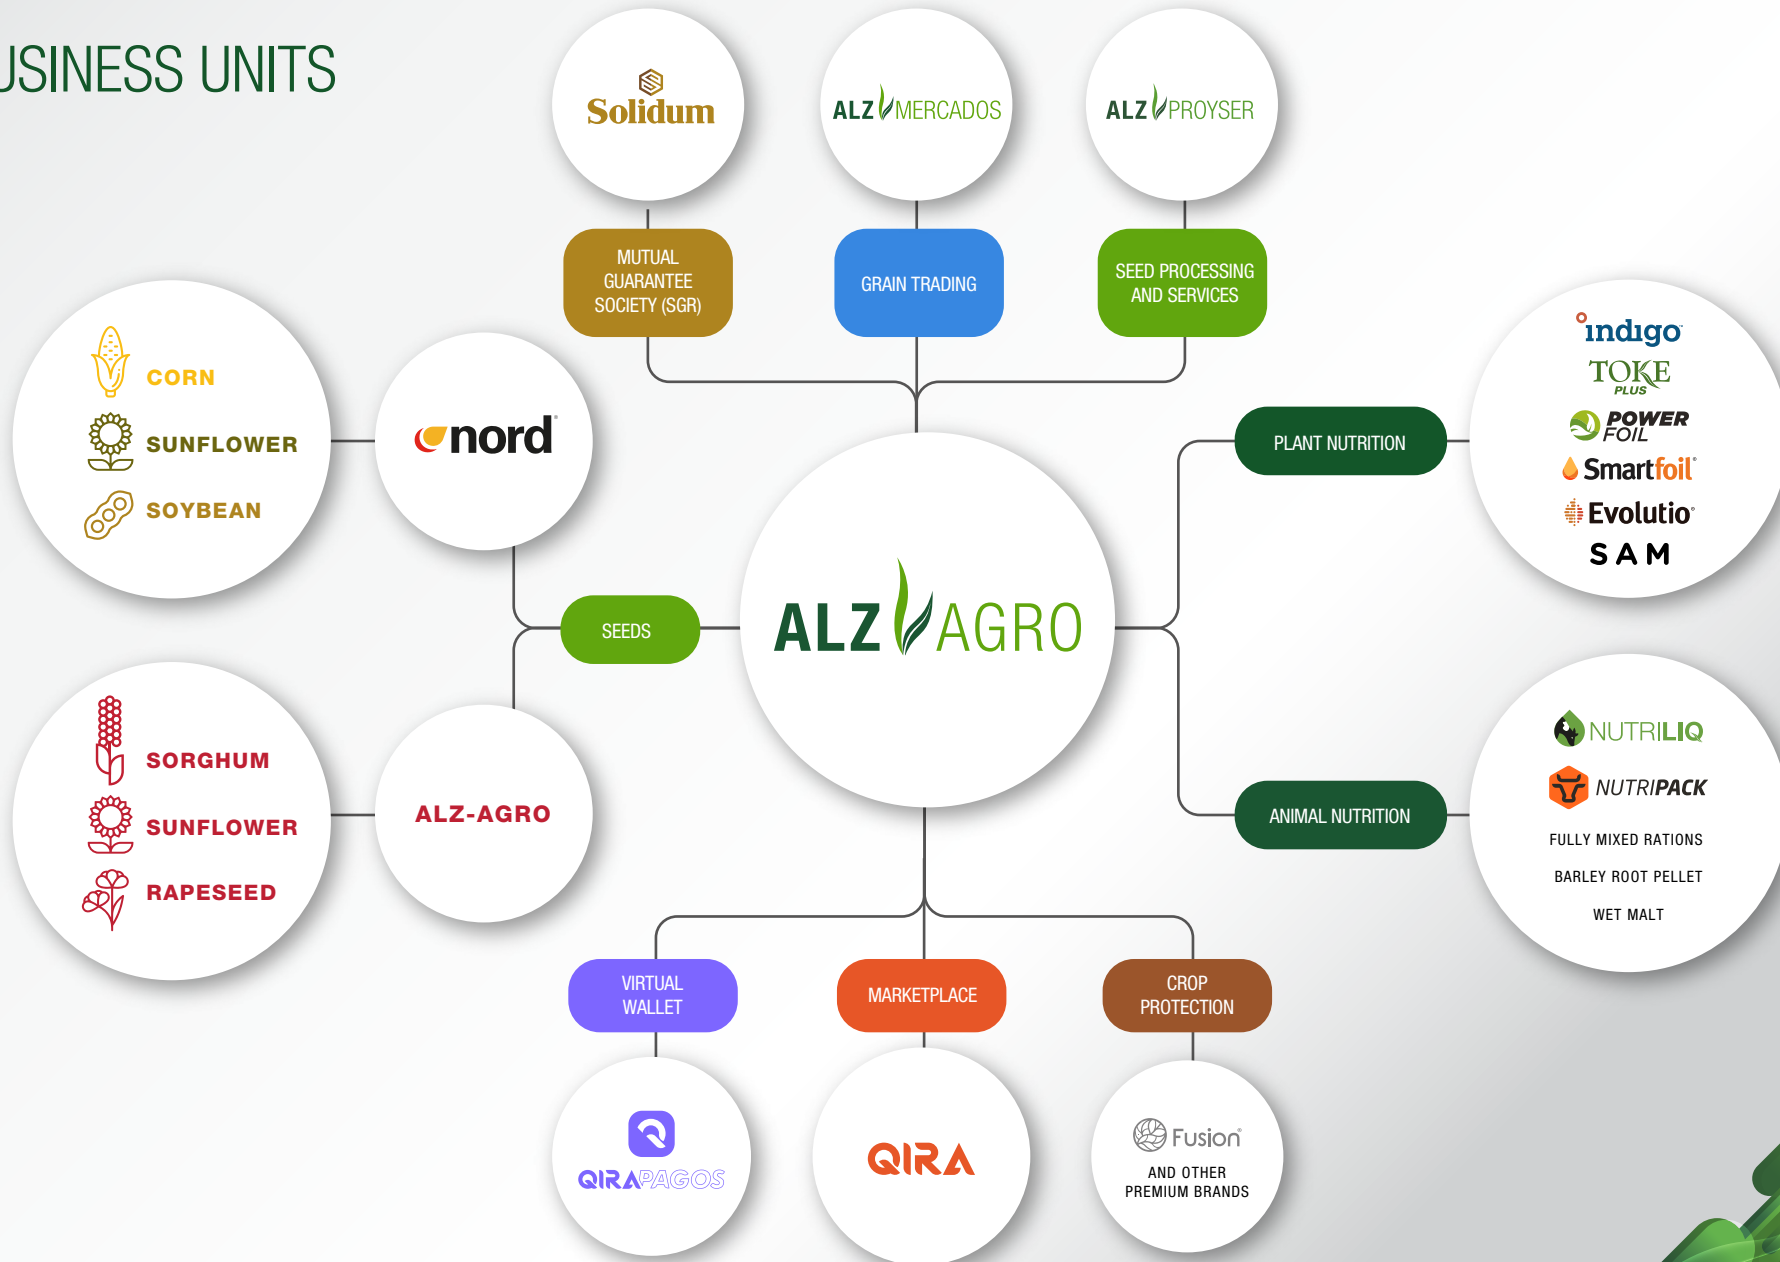 USINESS UNITS
Solidum
ALZ MERCADOS
ALZ PROYSER
MUTUAL
GUARANTEE
SOCIETY (SGR)
GRAIN TRADING
SEED PROCESSING
AND SERVICES
CORN
SUNFLOWER
SOYBEAN
nord
indigo
TOKE
PLUS
POWER
FOIL
Smartfoil
Evolutio
SAM
PLANT NUTRITION
SEEDS
ALZ AGRO
SORGHUM
SUNFLOWER
RAPESEED
ALZ-AGRO
ANIMAL NUTRITION
NUTRILIQ
NUTRIPACK
FULLY MIXED RATIONS
BARLEY ROOT PELLET
WET MALT
VIRTUAL
WALLET
MARKETPLACE
CROP
PROTECTION
QIRAPAGOS
QIRA
Fusion
AND OTHER
PREMIUM BRANDS